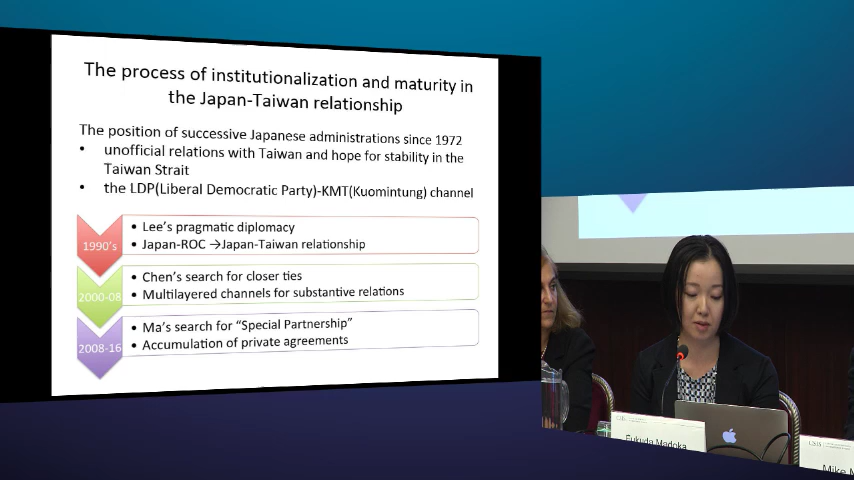 The process of institutionalization and maturity in
the Japan-Taiwan relationship
The position of successive Japanese administrations since 1972
• unofficial relations with Taiwan and hope for stability in the
Taiwan Strait
• the LDP(Liberal Democratic Party)-KMT(Kuomintung) channel
1990's
• Lee's pragmatic diplomacy
• Japan-ROC →Japan-Taiwan relationship
2000-08
• Chen's search for closer ties
• Multilayered channels for substantive relations
2008-16
• Ma's search for "Special Partnership"
• Accumulation of private agreements
CSIS
Fukuda Madoka
CSIS
Mike